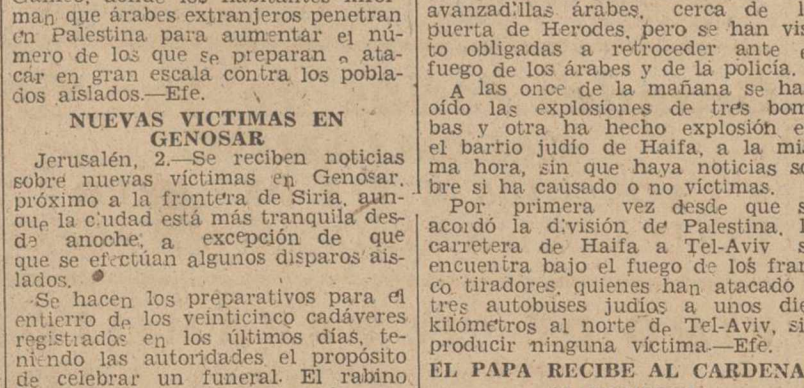 man que árabes extranjeros penetran
en Palestina para aumentar el nú-
mero de los que se preparan a ata-
car en gran escala contra los pobla-
dos aislados.—Efe.
NUEVAS VICTIMAS EN
GENOSAR
Jerusalén, 2.—Se reciben noticias
sobre nuevas víctimas en Genosar,
próximo a la frontera de Siria, aun-
que la ciudad está más tranquila des-
de anoche; a excepción de que
que se efectúan algunos disparos ais-
lados.
Se hacen los preparativos para el
entierro de los veinticinco cadáveres
registrados en los últimos días, te-
niendo las autoridades el propósito
de celebrar un funeral. El rabino
avanzadillas árabes, cerca de l
puerta de Herodes, pero se han vis
to obligadas a retroceder ante e
fuego de los árabes y de la policía.
A las once de la mañana se ha
oído las explosiones de tres bom
bas y otra ha hecho explosión e
el barrio judío de Haifa, a la mis
ma hora, sin que haya noticias so
bre si ha causado o no víctimas.
Por primera vez desde que s
acordó la división de Palestina, l
carretera de Haifa a Tel-Aviv s
encuentra bajo el fuego de los fran
co tiradores, quienes han atacado
tres autobuses judíos a unos die
kilómetros al norte de Tel-Aviv, si
producir ninguna víctima.—Efe.
EL PAPA RECIBE AL CARDENA